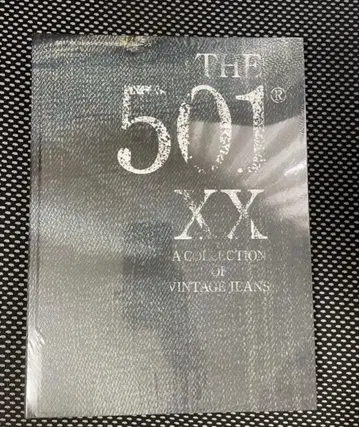 THE
501®
XX
A COLLECTION
OF
VINTAGE JEANS